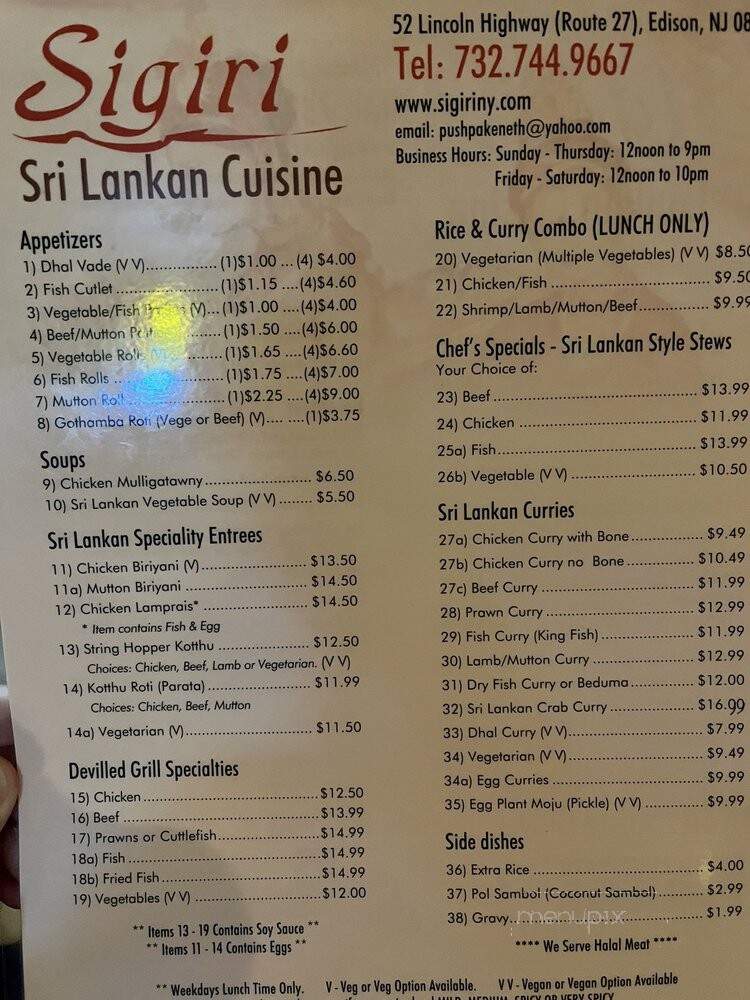 Sigiri
Sri Lankan Cuisine
52 Lincoln Highway (Route 27), Edison, NJ 08
Tel: 732.744.9667
www.sigiriny.com
email: pushpakeneth@yahoo.com
Business Hours: Sunday - Thursday: 12noon to 9pm
Friday - Saturday: 12noon to 10pm
Appetizers
1) Dhal Vade (V V)................. (1)$1.00 ... (4) $4.00
2) Fish Cutlet ......................... (1)$1.15 ....(4)$4.60
3) Vegetable/Fish (V)... (1)$1.00 ....(4)$4.00
4) Beef/Mutton ............ (1)$1.50 ....(4)$6.00
5) Vegetable Rolls ............ (1)$1.65 ....(4)$6.60
6) Fish Rolls .......................... (1)$1.75 ....(4)$7.00
7) Mutton Roll ..................... (1)$2.25 ....(4)$9.00
8) Gothamba Roti (Vege or Beef) (V).... ....(1)$3.75
Soups
9) Chicken Mulligatawny......................... $6.50
10) Sri Lankan Vegetable Soup (V V) ........ $5.50
Sri Lankan Speciality Entrees
11) Chicken Biriyani (V)......................... $13.50
11a) Mutton Biriyani ............................. $14.50
12) Chicken Lamprais* ......................... $14.50
* Item contains Fish & Egg
13) String Hopper Kotthu ...................... $12.50
Choices: Chicken, Beef, Lamb or Vegetarian. (V V)
14) Kotthu Roti (Parata) ........................ $11.99
Choices: Chicken, Beef, Mutton
14a) Vegetarian (V)............................... $11.50
Devilled Grill Specialties
15) Chicken ......................................... $12.50
16) Beef ............................................. $13.99
17) Prawns or Cuttlefish........................ $14.99
18a) Fish ............................................. $14.99
18b) Fried Fish ..................................... $14.99
19) Vegetables (V V) ............................ $12.00
** Items 13 - 19 Contains Soy Sauce **
** Items 11 - 14 Contains Eggs **
Rice & Curry Combo (LUNCH ONLY)
20) Vegetarian (Multiple Vegetables) (V V) $8.50
21) Chicken/Fish ................................... $9.50
22) Shrimp/Lamb/Mutton/Beef............... $9.99
Chef's Specials - Sri Lankan Style Stews
Your Choice of:
23) Beef ............................................... $13.99
24) Chicken .......................................... $11.99
25a) Fish.............................................. $13.99
26b) Vegetable (V V) ............................. $10.50
Sri Lankan Curries
27a) Chicken Curry with Bone................. $9.49
27b) Chicken Curry no Bone................. $10.49
27c) Beef Curry .................................... $11.99
28) Prawn Curry ................................... $12.99
29) Fish Curry (King Fish)...................... $11.99
30) Lamb/Mutton Curry ........................ $12.99
31) Dry Fish Curry or Beduma............... $12.00
32) Sri Lankan Crab Curry .................... $16.99
33) Dhal Curry (V V).............................. $7.99
34) Vegetarian (V V).............................. $9.49
34a) Egg Curries ................................... $9.99
35) Egg Plant Moju (Pickle) (V V) ............ $9.99
Side dishes
36) Extra Rice ....................................... $4.00
37) Pol Sambol (Coconut Sambol)........... $2.99
38) Gravy............................................. $1.99
menupix
**** We Serve Halal Meat ****
** Weekdays Lunch Time Only. V - Veg or Veg Option Available. V V - Vegan or Vegan Option Available
MILD, MEDIUM, SPICY OR VERY SPICY